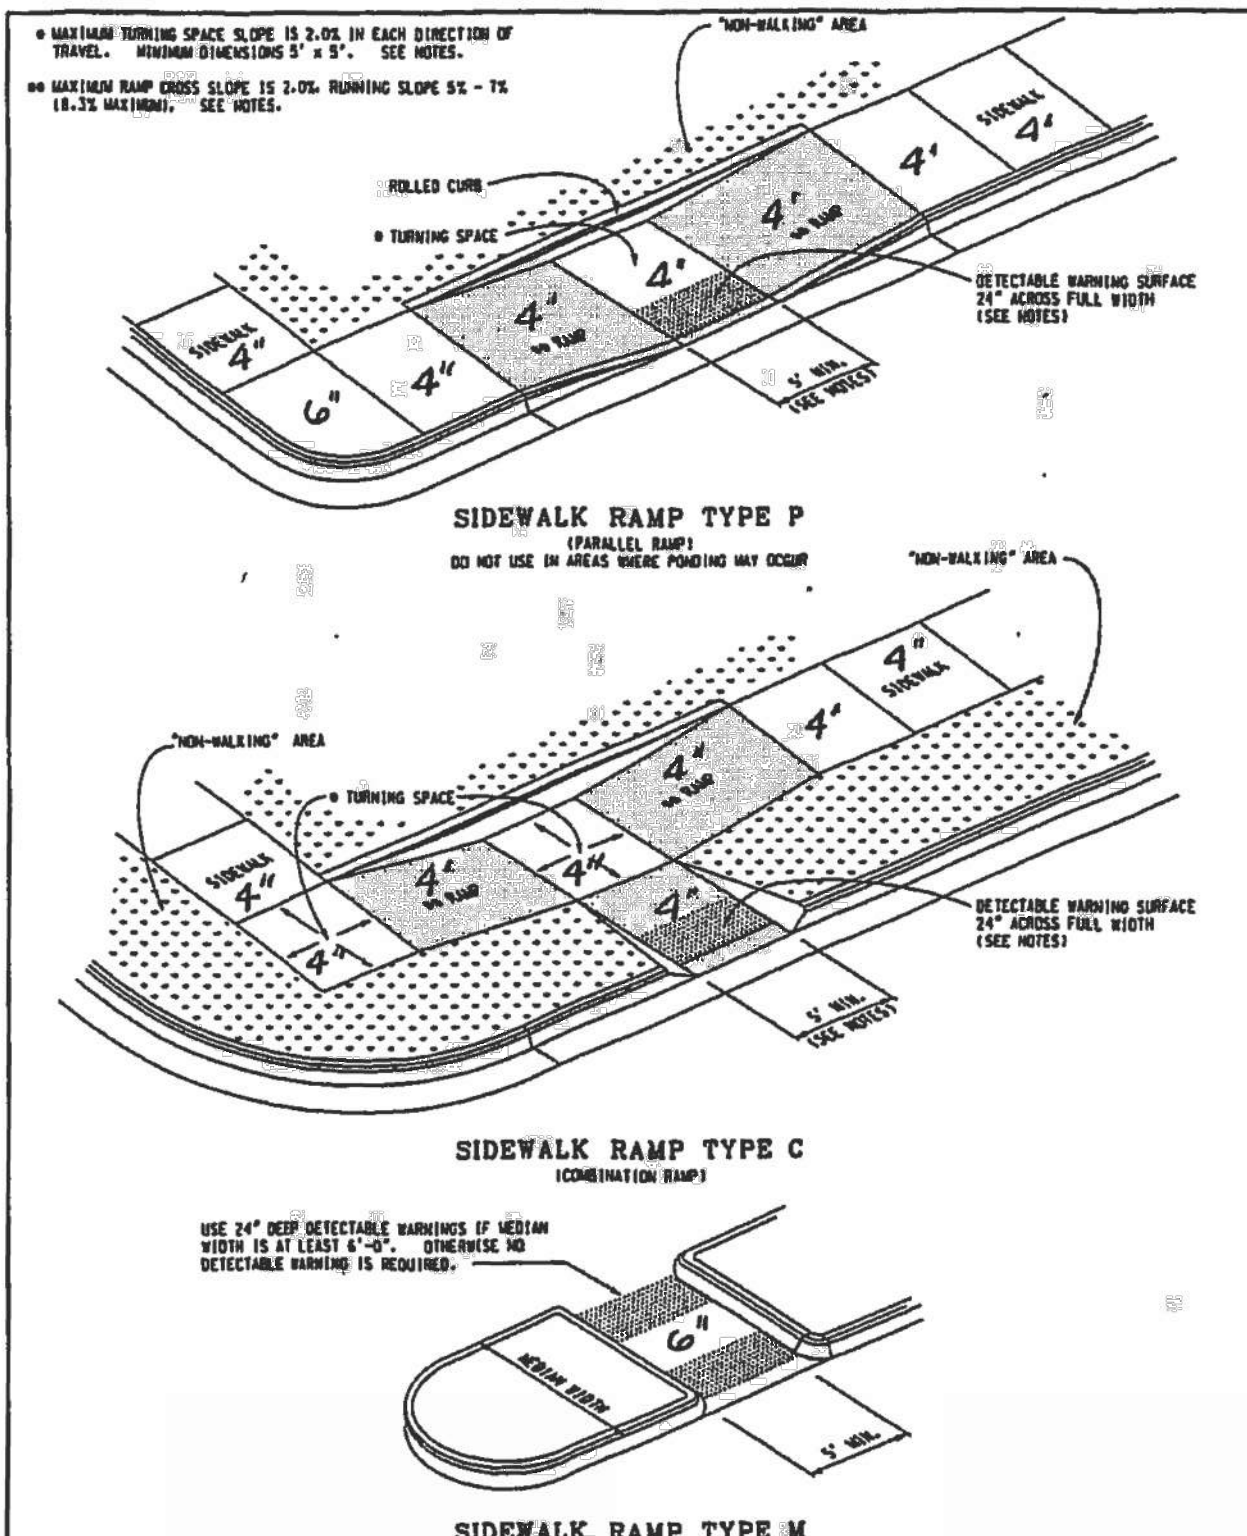 * MAXIMUM TURNING SPACE SLOPE IS 2.0% IN EACH DIRECTION OF
TRAVEL. MINIMUM DIMENSIONS 5' x 5'. SEE NOTES.
** MAXIMUM RAMP CROSS SLOPE IS 2.0%. RUNNING SLOPE 5% - 7%
(8.3% MAXIMUM). SEE NOTES.
"NON-WALKING" AREA
SIDEWALK
4"
4"
ROLLED CURB
4"
** RAMP
* TURNING SPACE
4"
DETECTABLE WARNING SURFACE
24" ACROSS FULL WIDTH
(SEE NOTES)
4"
** RAMP
SIDEWALK
4"
4"
6"
5' MIN.
(SEE NOTES)
SIDEWALK RAMP TYPE P
(PARALLEL RAMP)
DO NOT USE IN AREAS WHERE PONDING MAY OCCUR
"NON-WALKING" AREA
4"
SIDEWALK
4"
"NON-WALKING" AREA
4"
** RAMP
* TURNING SPACE
SIDEWALK
4"
4"
** RAMP
4"
4"
DETECTABLE WARNING SURFACE
24" ACROSS FULL WIDTH
(SEE NOTES)
4"
5' MIN.
(SEE NOTES)
SIDEWALK RAMP TYPE C
(COMBINATION RAMP)
USE 24" DEEP DETECTABLE WARNINGS IF MEDIAN
WIDTH IS AT LEAST 6'-0". OTHERWISE NO
DETECTABLE WARNING IS REQUIRED.
6"
MEDIAN WIDTH
5' MIN.
SIDEWALK RAMP TYPE M